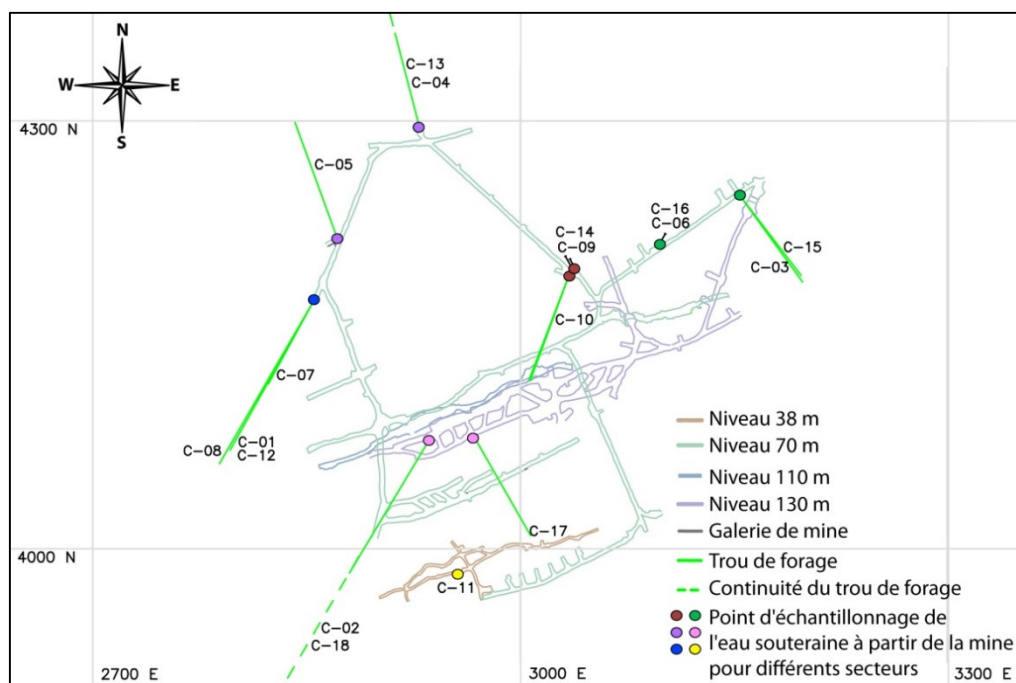 N
W E
S
4300 N
4000 N
2700 E
3000 E
3300 E
C-13
C-04
C-05
C-16
C-06
C-14
C-09
C-15
C-03
C-10
C-07
C-08
C-01
C-12
C-17
C-11
C-02
C-18
Niveau 38 m
Niveau 70 m
Niveau 110 m
Niveau 130 m
Galerie de mine
Trou de forage
Continuité du trou de forage
Point d'échantillonnage de
l'eau souteraine à partir de la mine
pour différents secteurs